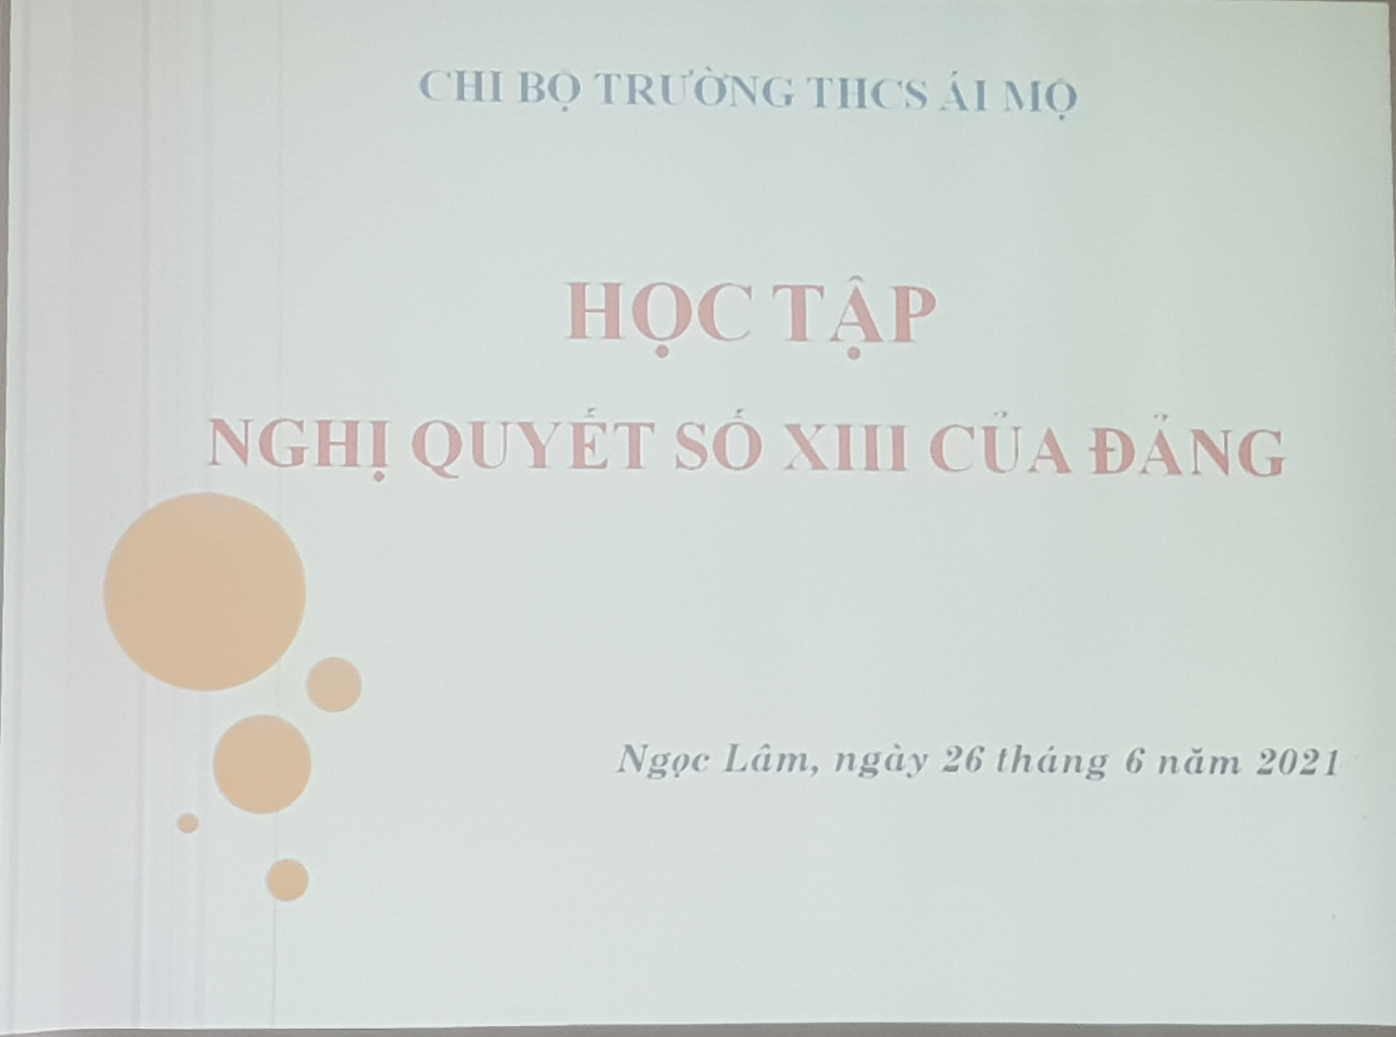 CHI BỘ TRƯỜNG THCS ÁI MỘ
HỌC TẬP
NGHỊ QUYẾT SỐ XIII CỦA ĐẢNG
Ngọc Lâm, ngày 26 tháng 6 năm 2021